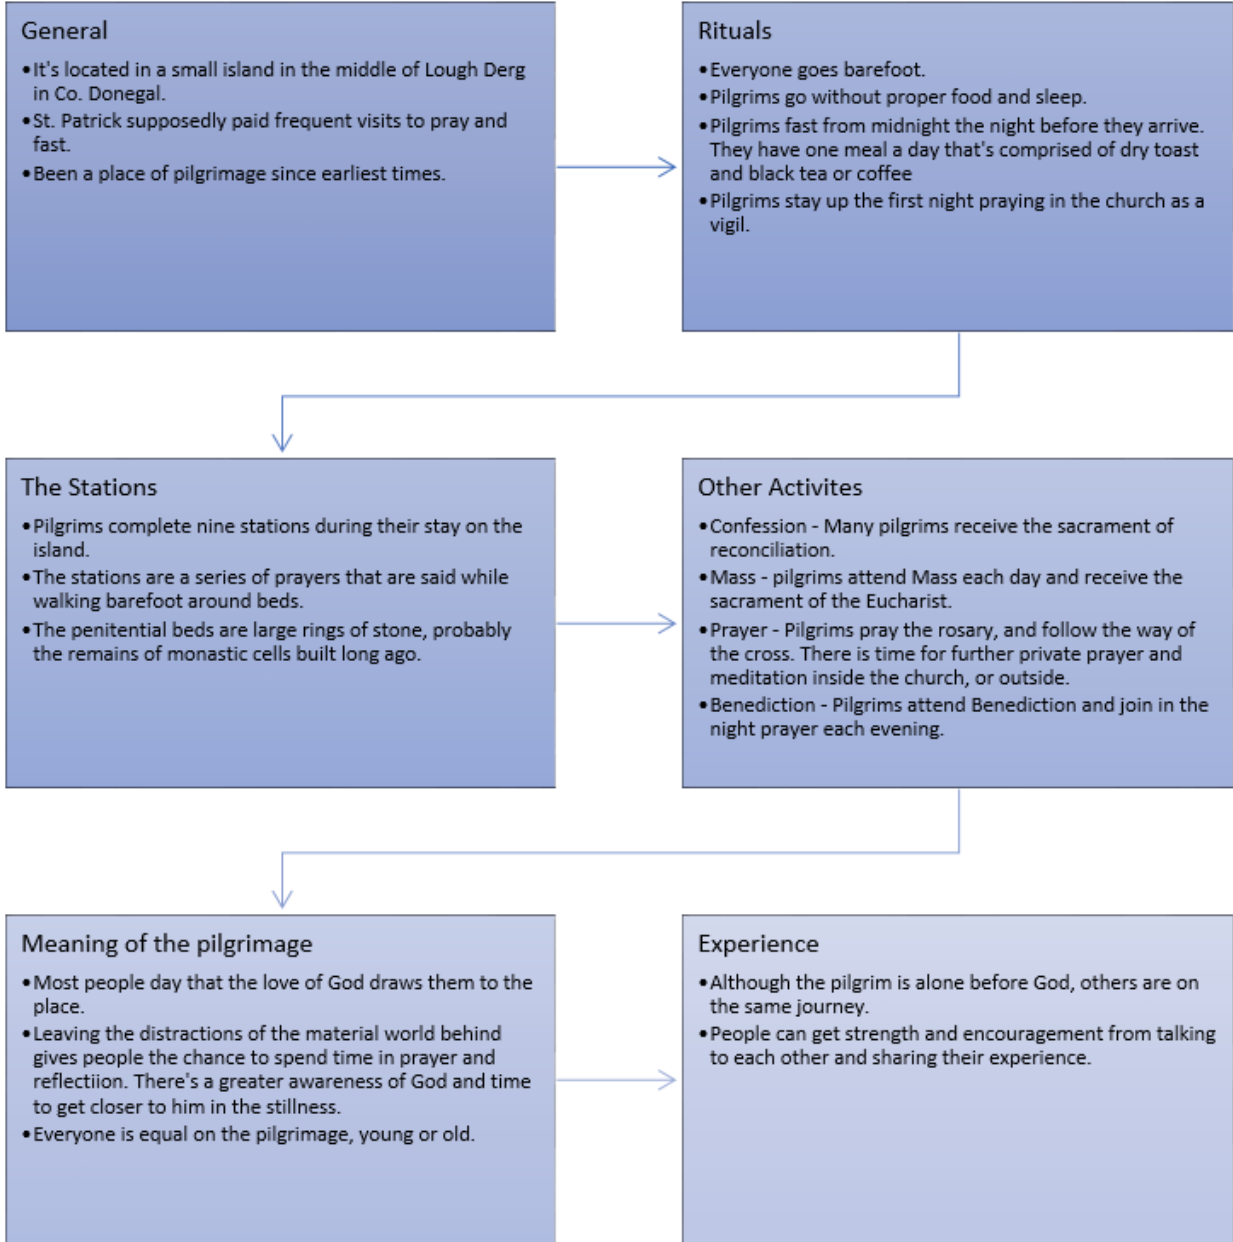 General
•It's located in a small island in the middle of Lough Derg
in Co. Donegal.
•St. Patrick supposedly paid frequent visits to pray and
fast.
•Been a place of pilgrimage since earliest times.
Rituals
•Everyone goes barefoot.
•Pilgrims go without proper food and sleep.
•Pilgrims fast from midnight the night before they arrive.
They have one meal a day that's comprised of dry toast
and black tea or coffee
•Pilgrims stay up the first night praying in the church as a
vigil.
The Stations
•Pilgrims complete nine stations during their stay on the
island.
•The stations are a series of prayers that are said while
walking barefoot around beds.
•The penitential beds are large rings of stone, probably
the remains of monastic cells built long ago.
Other Activites
•Confession - Many pilgrims receive the sacrament of
reconciliation.
•Mass - pilgrims attend Mass each day and receive the
sacrament of the Eucharist.
•Prayer - Pilgrims pray the rosary, and follow the way of
the cross. There is time for further private prayer and
meditation inside the church, or outside.
•Benediction - Pilgrims attend Benediction and join in the
night prayer each evening.
Meaning of the pilgrimage
•Most people day that the love of God draws them to the
place.
•Leaving the distractions of the material world behind
gives people the chance to spend time in prayer and
reflectiion. There's a greater awareness of God and time
to get closer to him in the stillness.
•Everyone is equal on the pilgrimage, young or old.
Experience
•Although the pilgrim is alone before God, others are on
the same journey.
•People can get strength and encouragement from talking
to each other and sharing their experience.